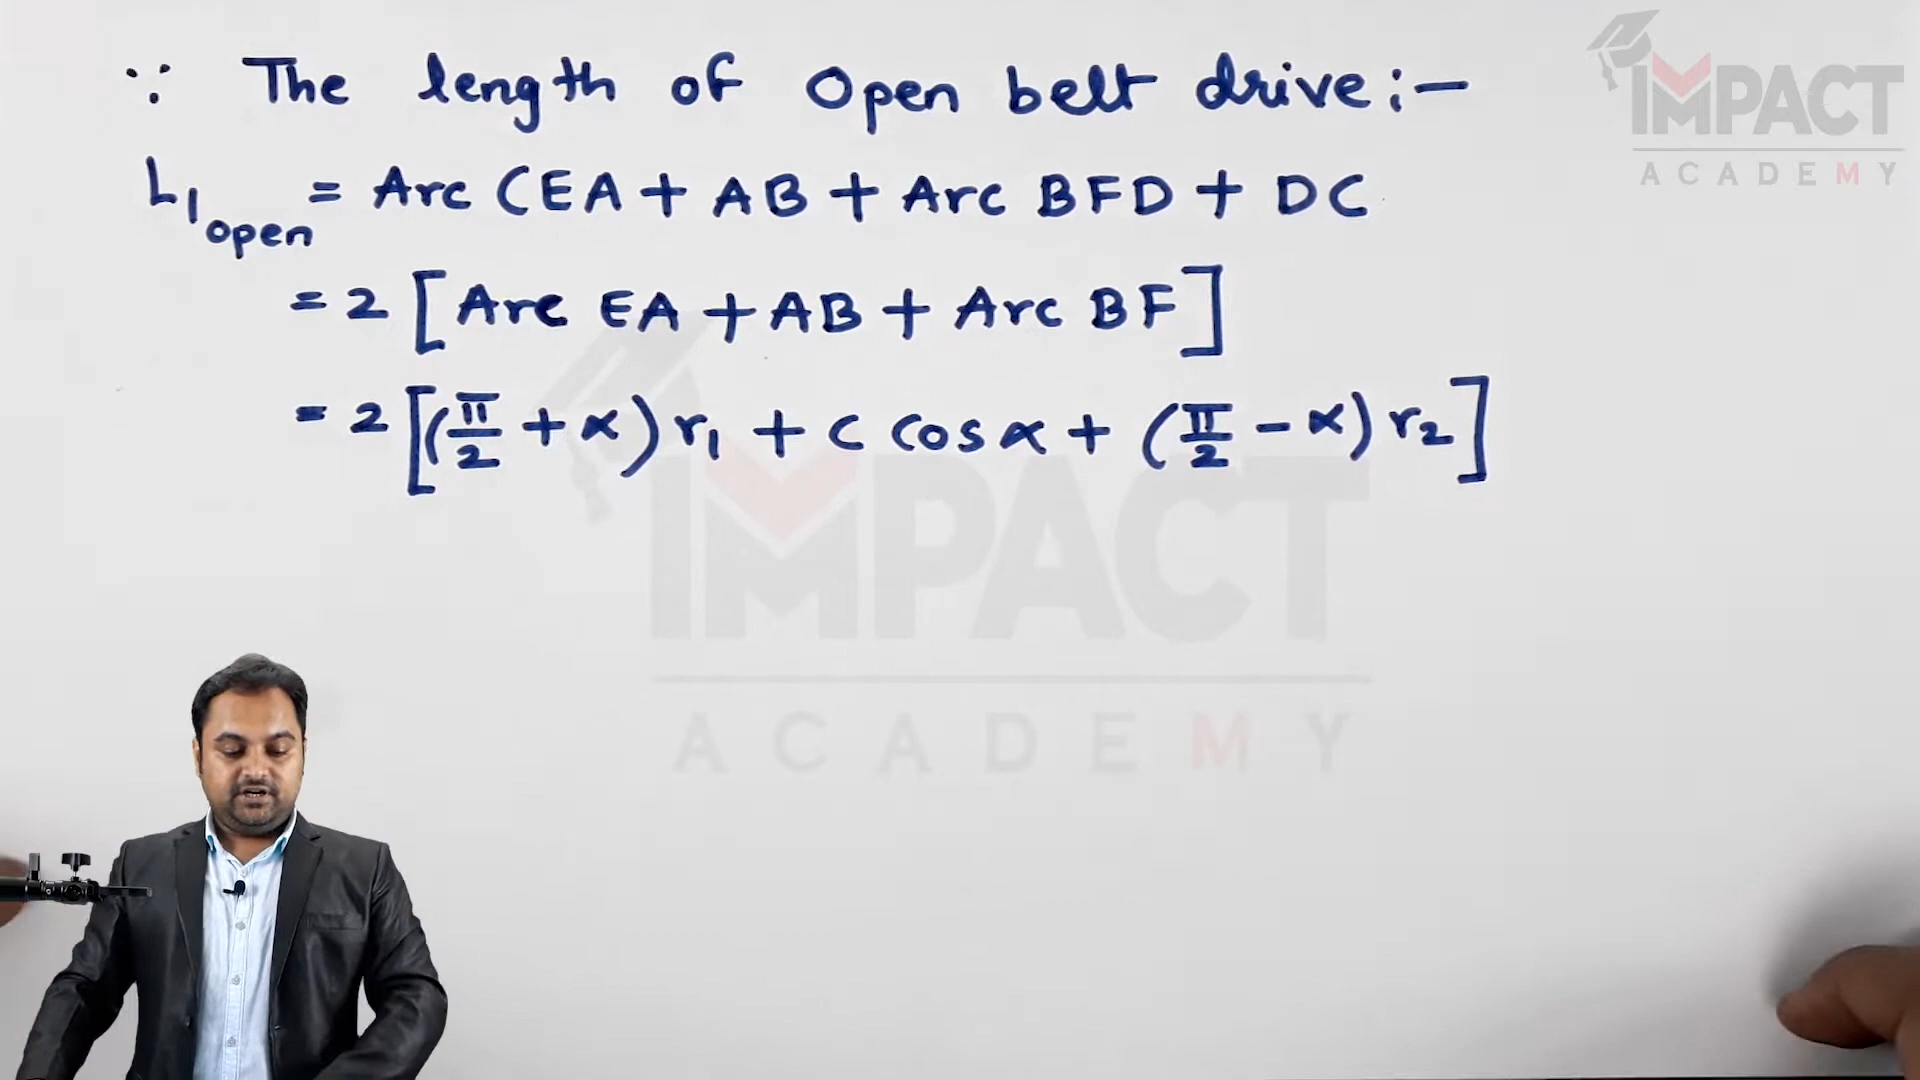 ∵ The length of Open belt drive:-
L1open = Arc CEA + AB + Arc BFD + DC
= 2 [Arc EA + AB + Arc BF]
= 2 [(π/2 + α) r1 + C Cos α + (π/2 - α) r2]
IMPACT
ACADEMY
IMPACT
ACADEMY